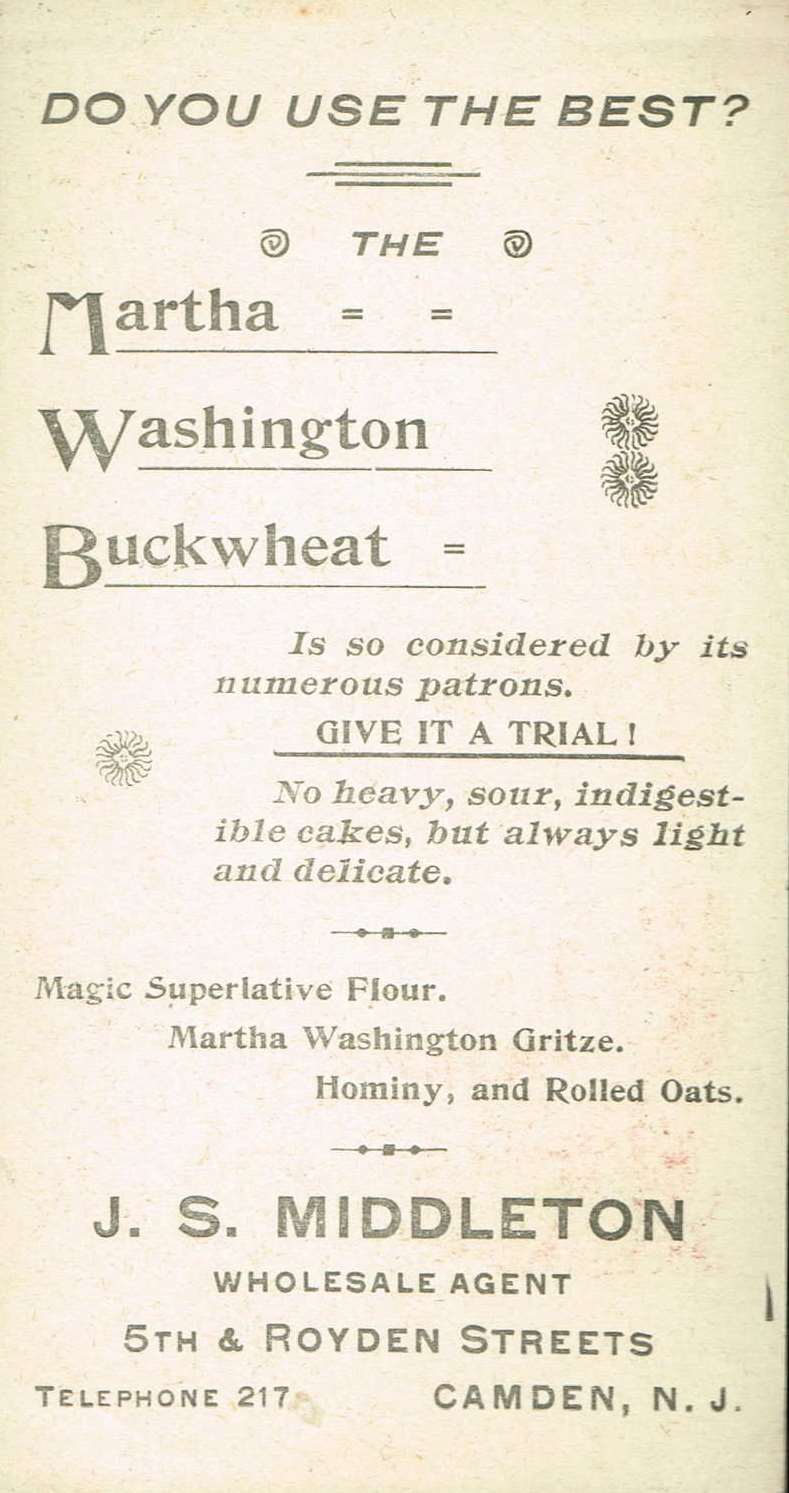 DO YOU USE THE BEST?
THE
Martha = =
Washington
Buckwheat =
Is so considered by its
numerous patrons.
GIVE IT A TRIAL!
No heavy, sour, indigest-
ible cakes, but always light
and delicate.
Magic Superlative Flour.
Martha Washington Gritze.
Hominy, and Rolled Oats.
J. S. MIDDLETON
WHOLESALE AGENT
5TH & ROYDEN STREETS
TELEPHONE 217 CAMDEN, N. J.